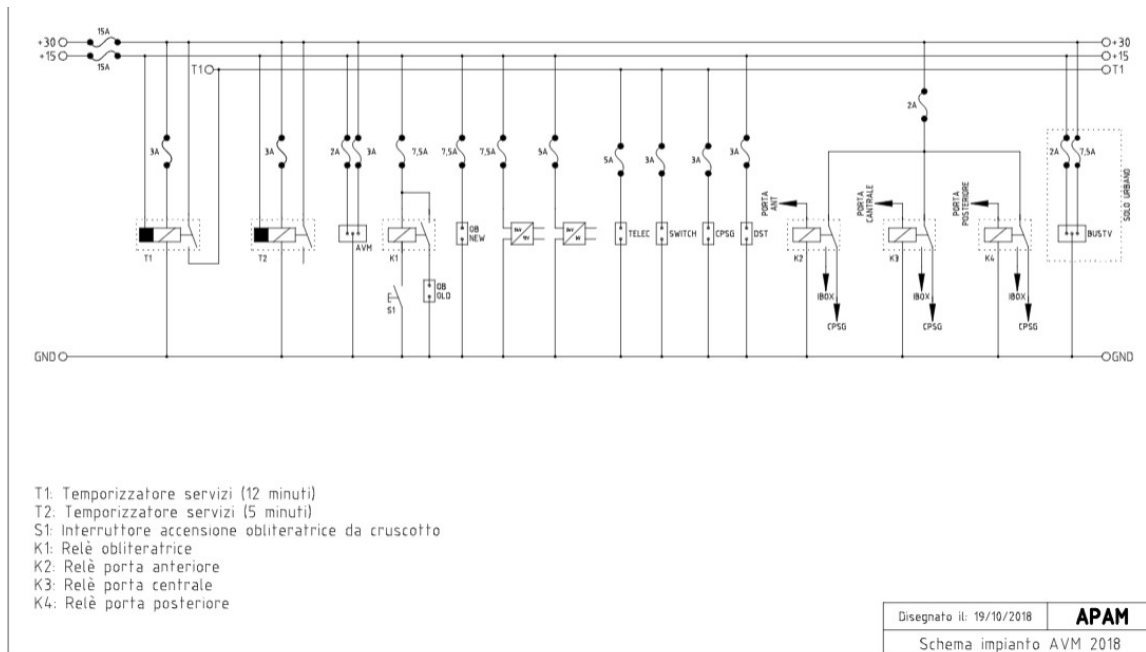 15A
+30
+30
+15
+15
15A
T1
T1
2A
3A
3A
2A
3A
7,5A
7,5A
7,5A
5A
5A
3A
3A
3A
2A
7,5A
SOLO URBANO
PORTA
ANT
PORTA
CANTRALE
PORTA
POSTERIORE
T1
T2
AVM
K1
OB
NEW
TELEC
SWITCH
CPSG
DST
K2
K3
K4
BUSTV
S1
OB
OLD
IBOX
IBOX
IBOX
CPSG
CPSG
CPSG
GND
GND
T1: Temporizzatore servizi (12 minuti)
T2: Temporizzatore servizi (5 minuti)
S1: Interruttore accensione obliteratrice da cruscotto
K1: Relè obliteratrice
K2: Relè porta anteriore
K3: Relè porta centrale
K4: Relè porta posteriore
Disegnato il: 19/10/2018
APAM
Schema impianto AVM 2018